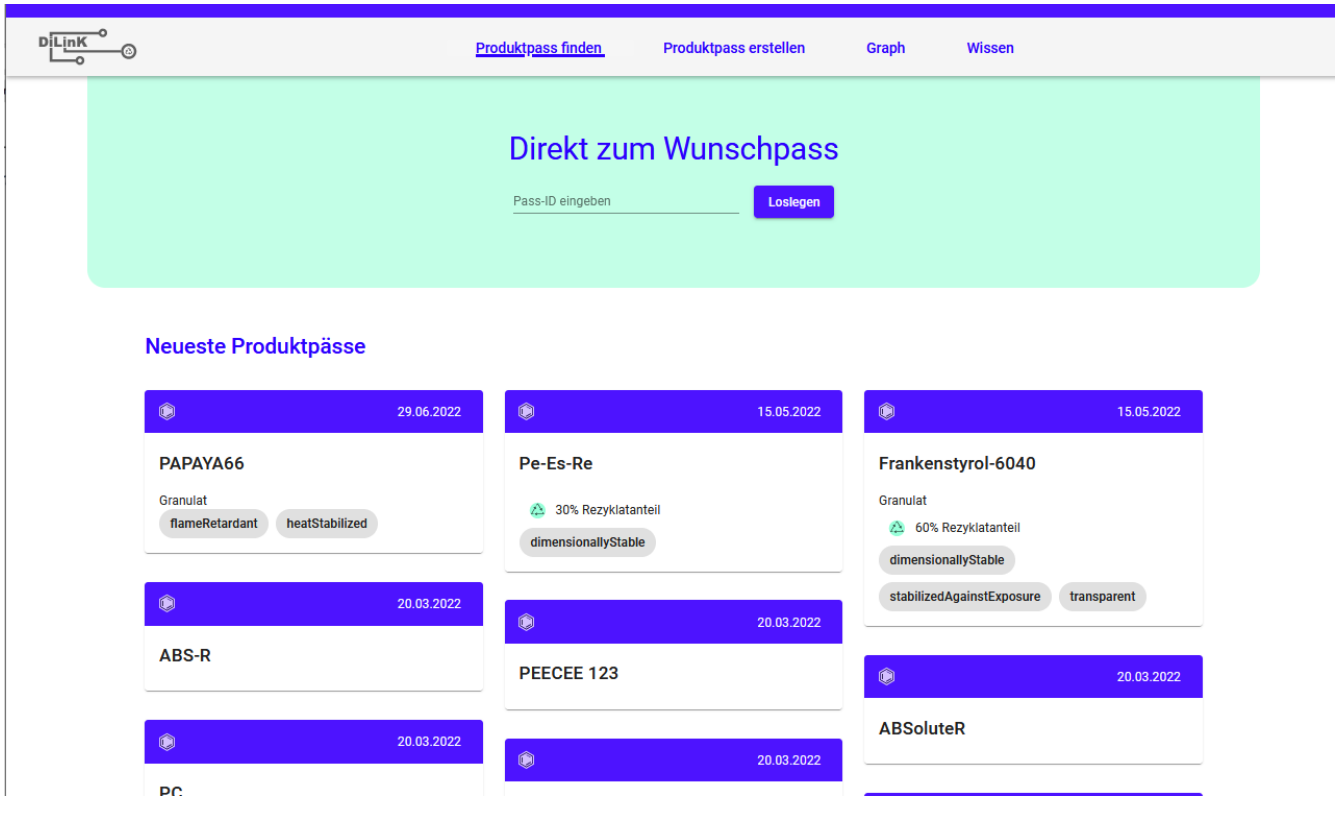 DiLinK
Produktpass finden
Produktpass erstellen
Graph
Wissen
Direkt zum Wunschpass
Pass-ID eingeben
Loslegen
Neueste Produktpässe
29.06.2022
PAPAYA66
Granulat
flameRetardant
heatStabilized
15.05.2022
Pe-Es-Re
30% Rezyklatanteil
dimensionallyStable
15.05.2022
Frankenstyrol-6040
Granulat
60% Rezyklatanteil
dimensionallyStable
stabilizedAgainstExposure
transparent
20.03.2022
ABS-R
20.03.2022
PEECEE 123
20.03.2022
ABSoluteR
20.03.2022
PC
20.03.2022